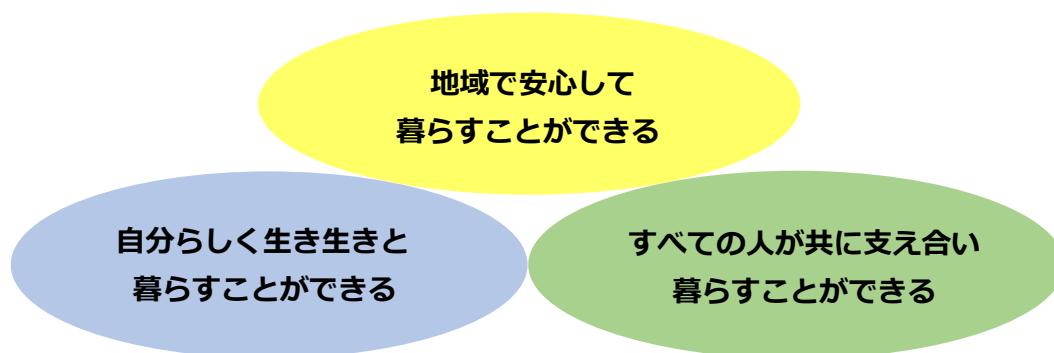 地域で安心して
暮らすことができる
自分らしく生き生きと
暮らすことができる
すべての人が共に支え合い
暮らすことができる